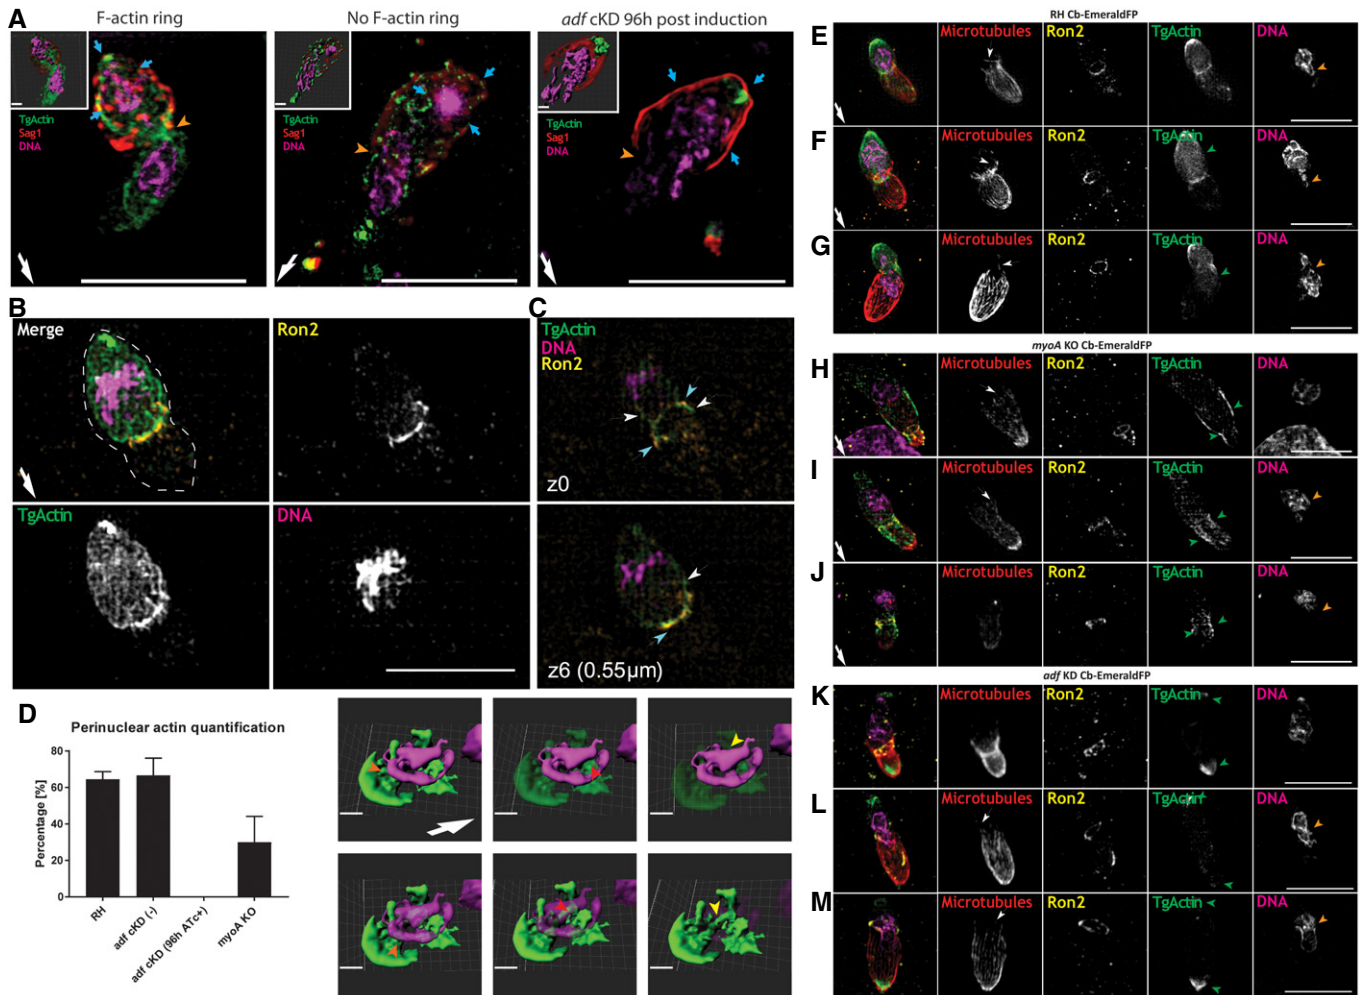 A
F-actin ring
No F-actin ring
adf cKD 96h post induction
TgActin
Sag1
DNA
TgActin
Sag1
DNA
TgActin
Sag1
DNA
B
Merge
Ron2
TgActin
DNA
C
TgActin
DNA
Ron2
z0
z6 (0.55µm)
D
Perinuclear actin quantification
Percentage [%]
80
60
40
20
0
RH
adf cKD (-)
adf cKD (96h ATc+)
myoA KO
RH Cb-EmeraldFP
E
Microtubules
Ron2
TgActin
DNA
F
Microtubules
Ron2
TgActin
DNA
G
Microtubules
Ron2
TgActin
DNA
myoA KO Cb-EmeraldFP
H
Microtubules
Ron2
TgActin
DNA
I
Microtubules
Ron2
TgActin
DNA
J
Microtubules
Ron2
TgActin
DNA
adf KD Cb-EmeraldFP
K
Microtubules
Ron2
TgActin
DNA
L
Microtubules
Ron2
TgActin
DNA
M
Microtubules
Ron2
TgActin
DNA